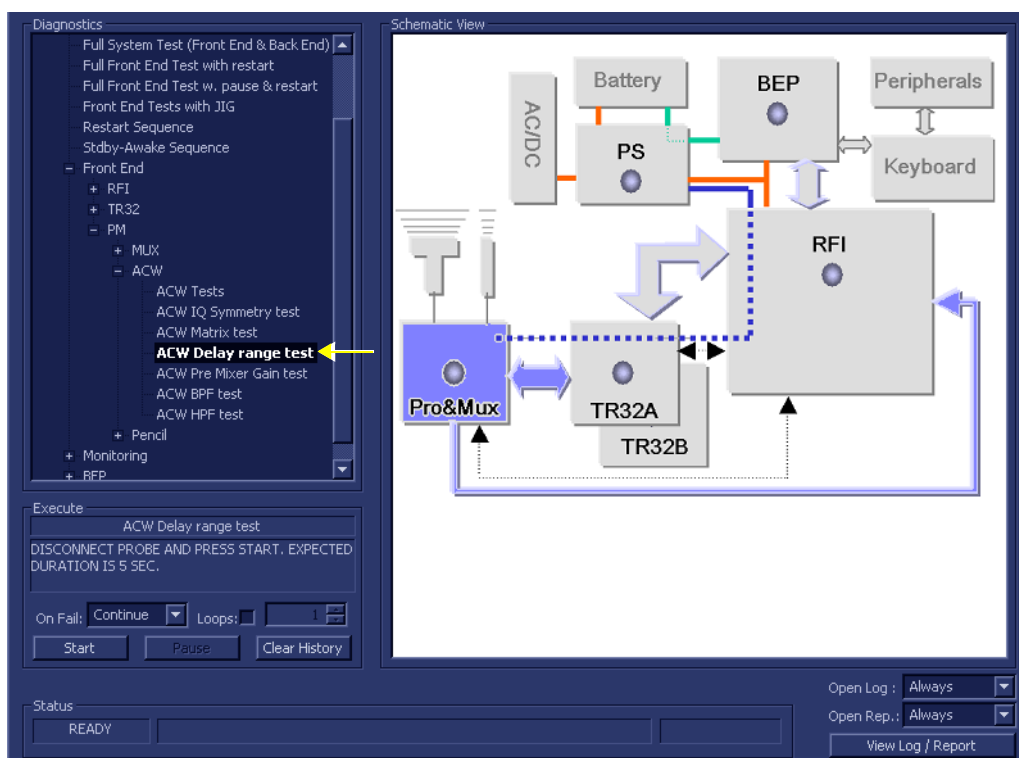 Diagnostics
Full System Test (Front End & Back End)
Full Front End Test with restart
Full Front End Test w. pause & restart
Front End Tests with JIG
Restart Sequence
Stdby-Awake Sequence
Front End
RFI
TR32
PM
MUX
ACW
ACW Tests
ACW IQ Symmetry test
ACW Matrix test
ACW Delay range test
ACW Pre Mixer Gain test
ACW BPF test
ACW HPF test
Pencil
Monitoring
BEP
Execute
ACW Delay range test
DISCONNECT PROBE AND PRESS START. EXPECTED
DURATION IS 5 SEC.
On Fail: Continue Loops: 1
Start Pause Clear History
Schematic View
AC/DC
Battery
BEP
Peripherals
PS
Keyboard
RFI
Pro&Mux
TR32A
TR32B
Status
READY
Open Log : Always
Open Rep.: Always
View Log / Report